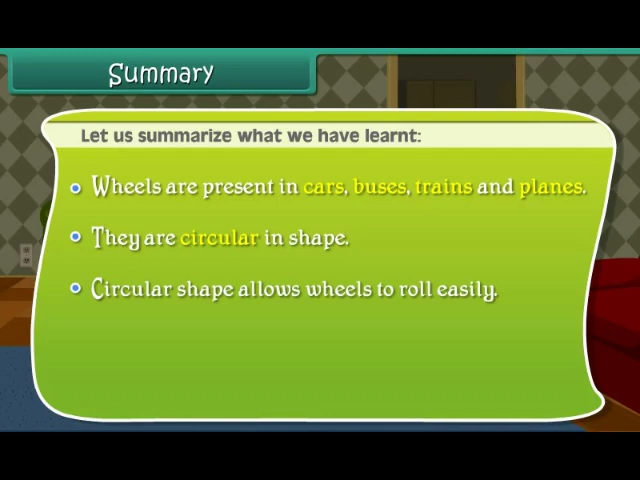 Summary
Let us summarize what we have learnt:
Wheels are present in cars, buses, trains and planes.
They are circular in shape.
Circular shape allows wheels to roll easily.